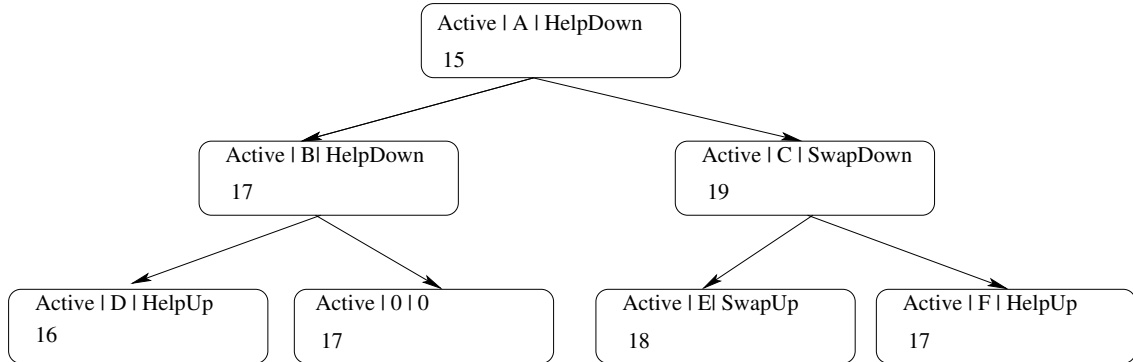 Active | A | HelpDown
15
Active | B| HelpDown
17
Active | C | SwapDown
19
Active | D | HelpUp
16
Active | 0 | 0
17
Active | E| SwapUp
18
Active | F | HelpUp
17